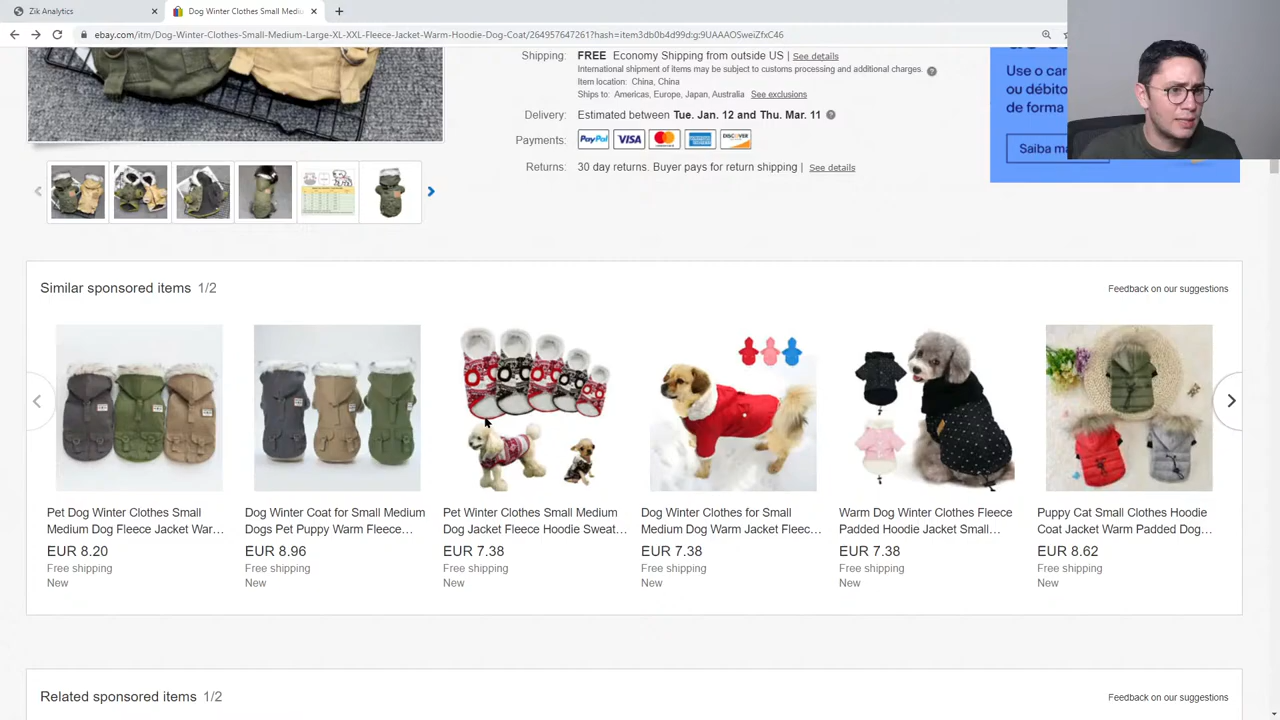 Zik Analytics
Dog Winter Clothes Small Mediu
ebay.com/itm/Dog-Winter-Clothes-Small-Medium-Large-XL-XXL-Fleece-Jacket-Warm-Hoodie-Dog-Coat/264957647261?hash=item3db0b4d99d:g:9UAAAOSweiZfxC46
Shipping: FREE Economy Shipping from outside US | See details
International shipment of items may be subject to customs processing and additional charges.
Item location: China, China
Ships to: Americas, Europe, Japan, Australia See exclusions
Delivery: Estimated between Tue. Jan. 12 and Thu. Mar. 11
Payments: PayPal VISA DISCOVER
Returns: 30 day returns. Buyer pays for return shipping | See details
Use o car
ou débito
de forma
Saiba ma
Similar sponsored items 1/2
Feedback on our suggestions
Pet Dog Winter Clothes Small
Medium Dog Fleece Jacket War...
EUR 8.20
Free shipping
New
Dog Winter Coat for Small Medium
Dogs Pet Puppy Warm Fleece...
EUR 8.96
Free shipping
New
Pet Winter Clothes Small Medium
Dog Jacket Fleece Hoodie Sweat...
EUR 7.38
Free shipping
New
Dog Winter Clothes for Small
Medium Dog Warm Jacket Fleec...
EUR 7.38
Free shipping
New
Warm Dog Winter Clothes Fleece
Padded Hoodie Jacket Small...
EUR 7.38
Free shipping
New
Puppy Cat Small Clothes Hoodie
Coat Jacket Warm Padded Dog...
EUR 8.62
Free shipping
New
Related sponsored items 1/2
Feedback on our suggestions